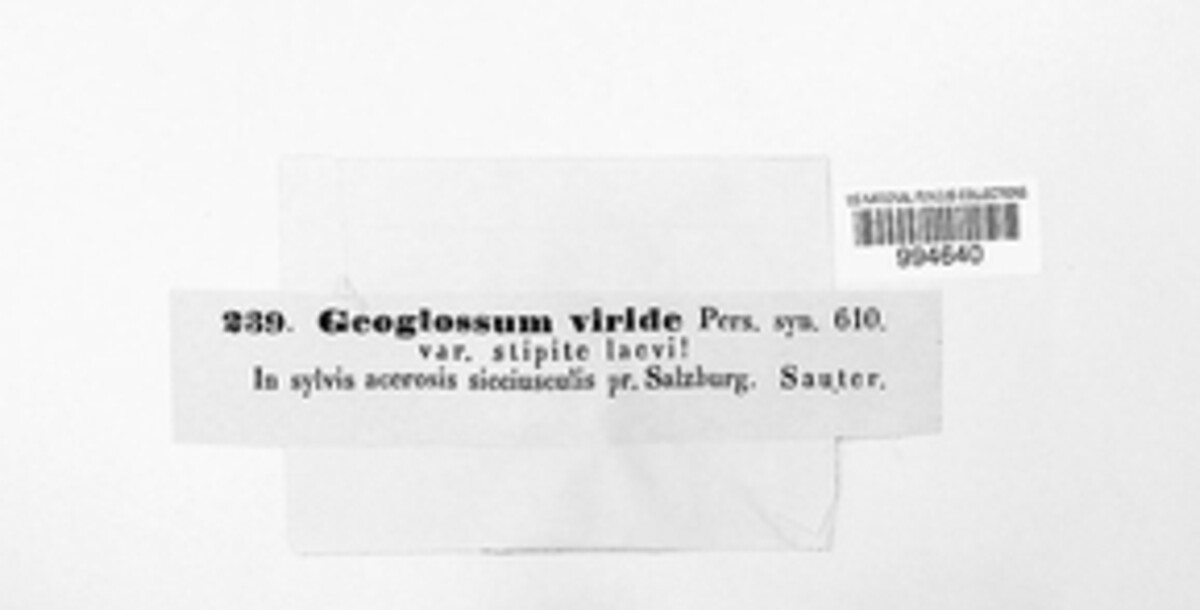 US NATIONAL FUNGUS COLLECTIONS
994640
239. Geoglossum viride Pers. syn. 610.
var. stipite laevi!
In sylvis acerosis sicciusculis pr. Salzburg. Sauter.